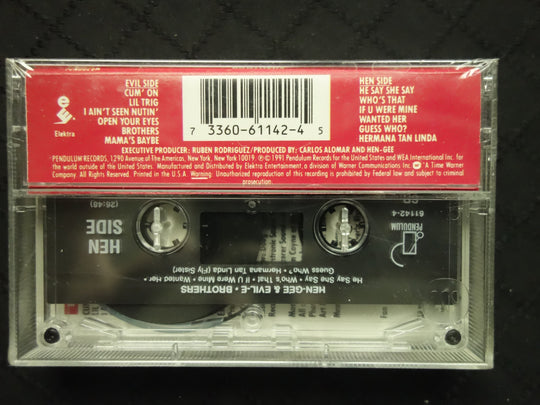 EVIL SIDE
CUM' ON
LIL TRIG
I AIN'T SEEN NUTIN'
OPEN YOUR EYES
BROTHERS
MAMA'S BAYBE
Elektra
7 3360-61142-4 5
HEN SIDE
HE SAY SHE SAY
WHO'S THAT
IF U WERE MINE
WANTED HER
GUESS WHO?
HERMANA TAN LINDA
EXECUTIVE PRODUCER: RUBEN RODRIGUEZ/PRODUCED BY: CARLOS ALOMAR AND HEN-GEE
PENDULUM RECORDS, 1290 Avenue of The Americas, New York, New York 10019. ℗©1991 Pendulum Records for the United States and WEA International Inc. for
the world outside of the United States. Manufactured and Distributed by Elektra Entertainment, a division of Warner Communications Inc. A Time Warner
Company. All Rights Reserved. Printed in the U.S.A. Warning: Unauthorized reproduction of this recording is prohibited by Federal law and subject to criminal
prosecution.
HEN
SIDE
(26:48)
PENDULUM
61142-4
HEN-GEE & EVIL-E • BROTHERS
He Say She Say • Who's That • If U Were Mine • Wanted Her •
Guess Who? • Hermana Tan Linda (Fly Sister)